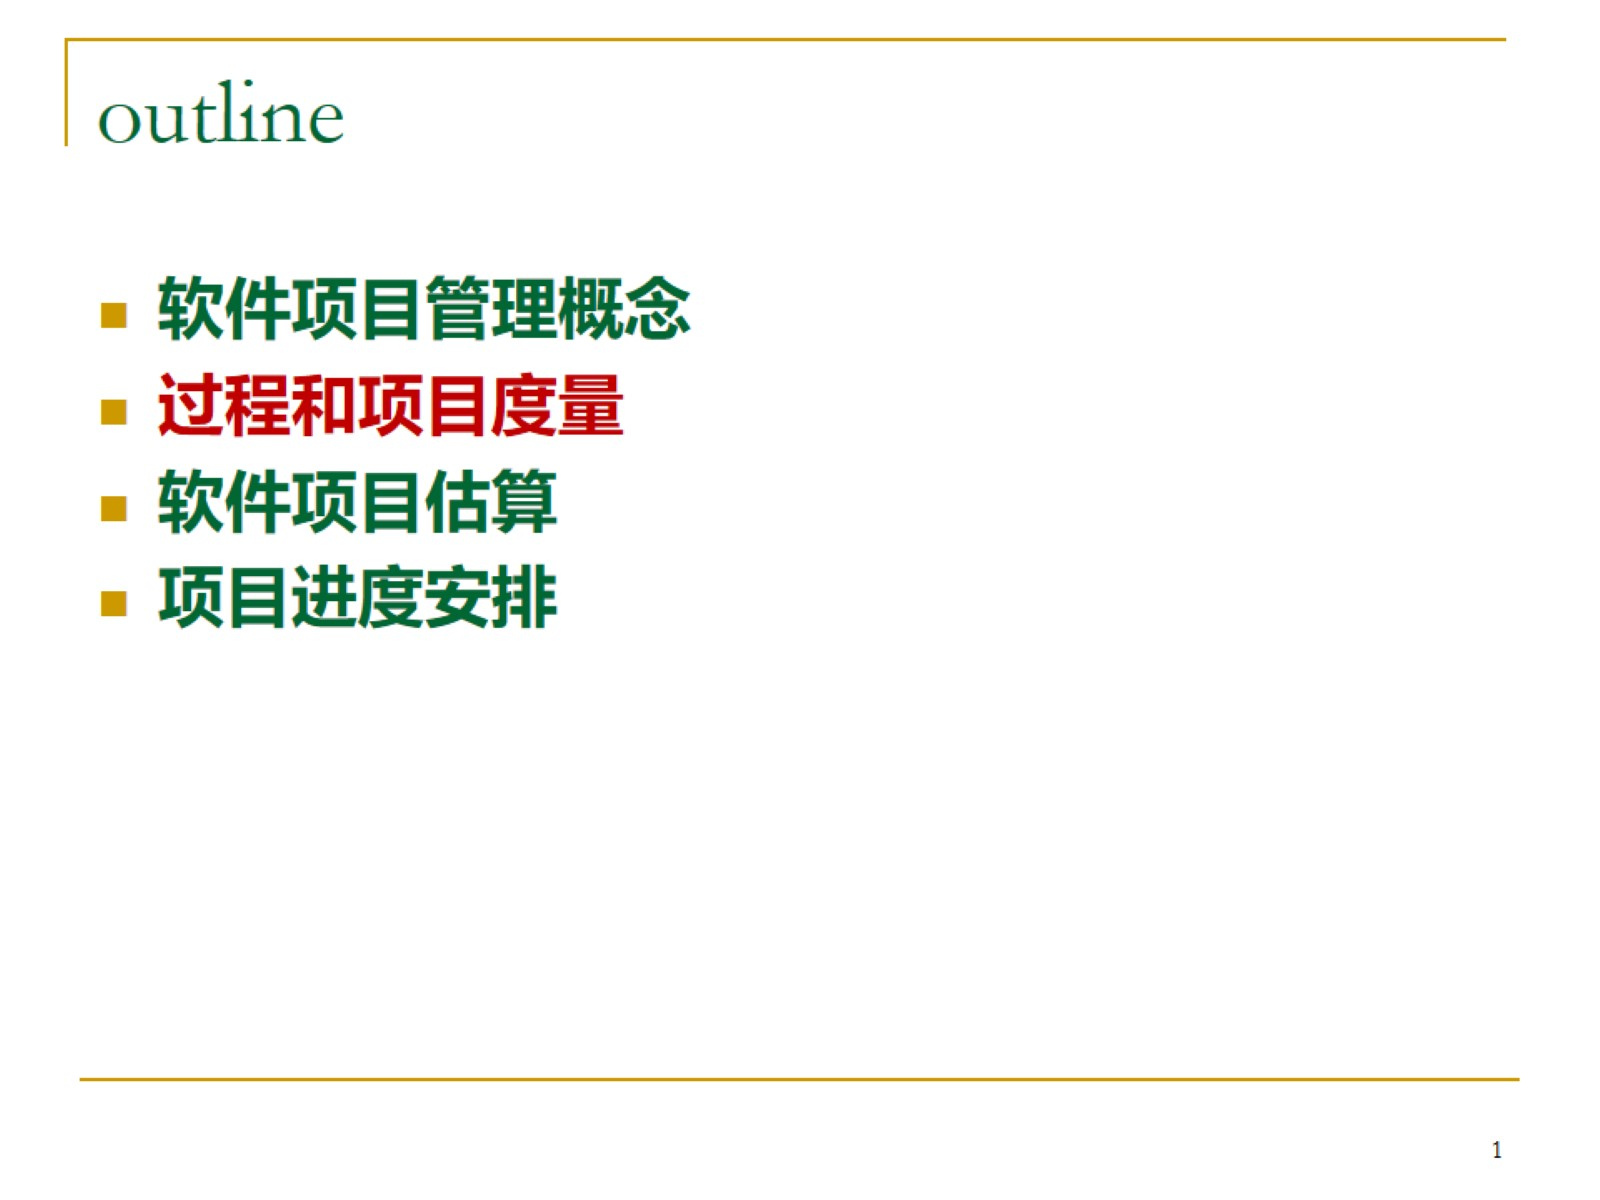 outline
软件项目管理概念
过程和项目度量
软件项目估算
项目进度安排
1